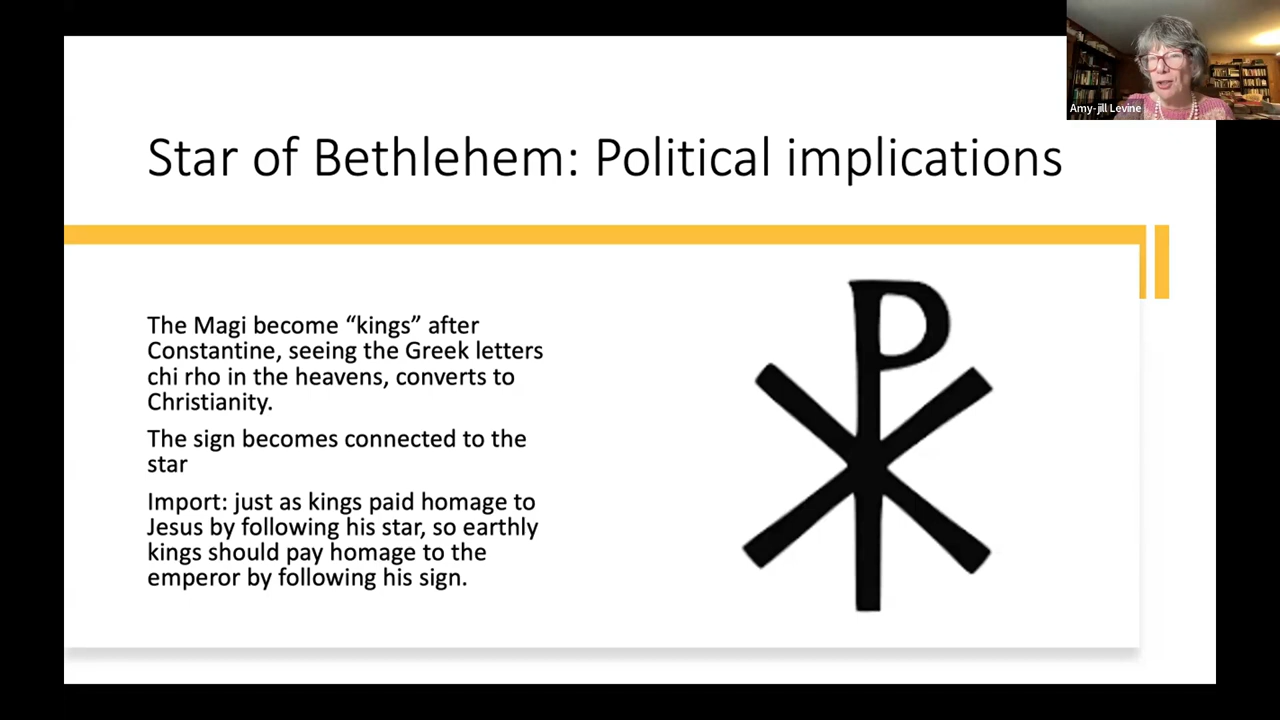 Amy-jill Levine
Star of Bethlehem: Political implications
The Magi become “kings” after
Constantine, seeing the Greek letters
chi rho in the heavens, converts to
Christianity.
The sign becomes connected to the
star
Import: just as kings paid homage to
Jesus by following his star, so earthly
kings should pay homage to the
emperor by following his sign.